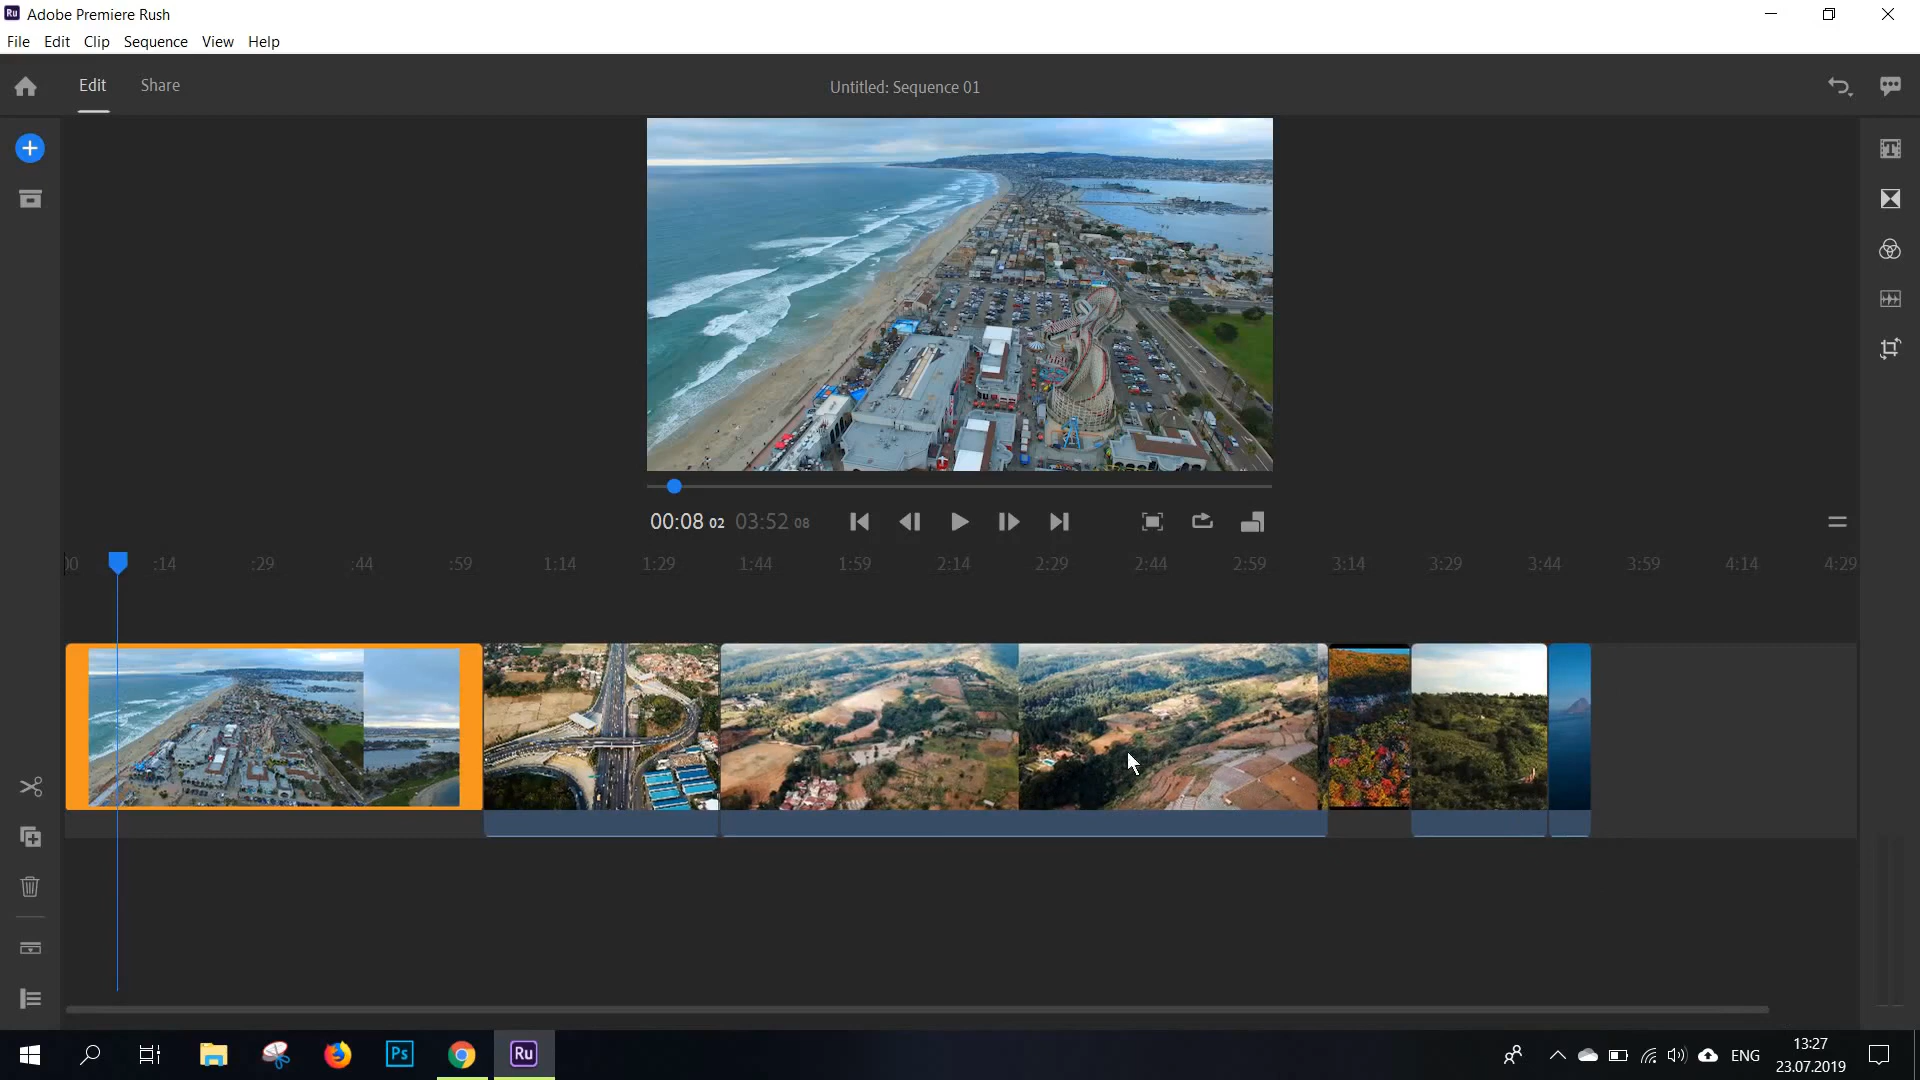 Ru Adobe Premiere Rush
File Edit Clip Sequence View Help
Edit Share Untitled: Sequence 01
00:08 02 03:52 08
:14 :29 :44 :59 1:14 1:29 1:44 1:59 2:14 2:29 2:44 2:59 3:14 3:29 3:44 3:59 4:14 4:29
Ps Ru ENG
13:27
23.07.2019